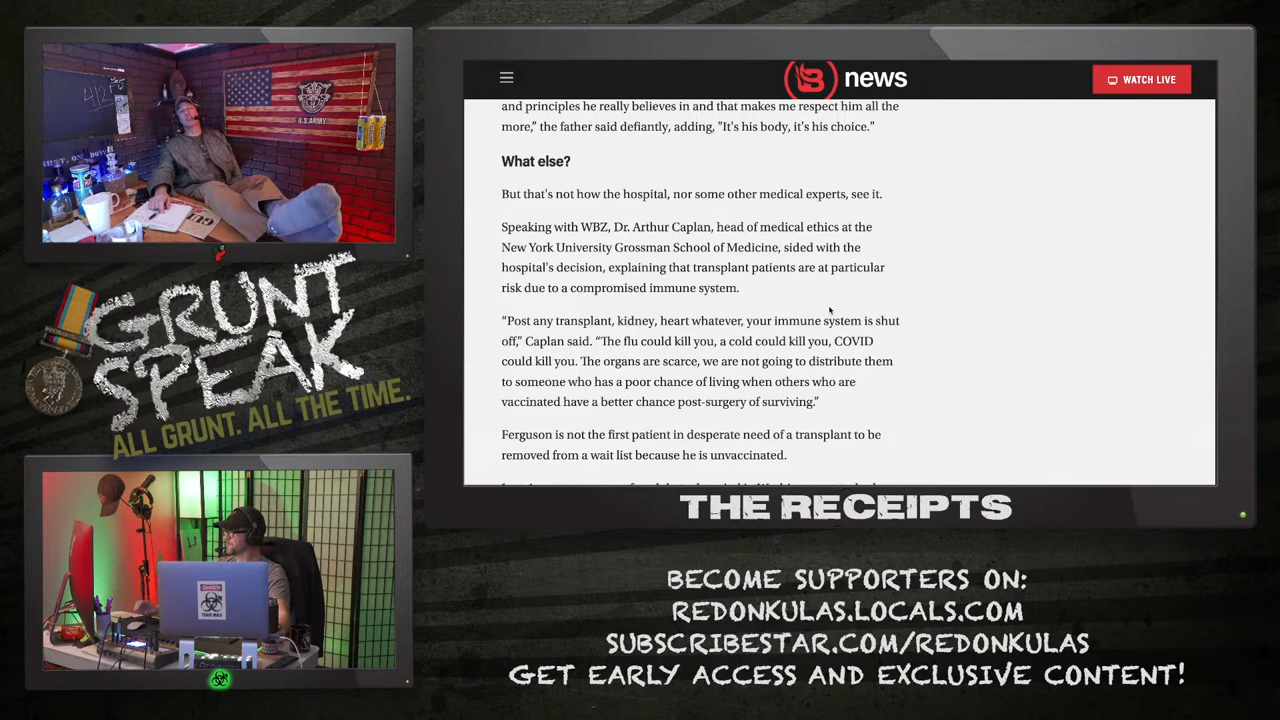 412
U.S. ARMY
GRUNT
SPEAK
ALL GRUNT. ALL THE TIME.
news
WATCH LIVE
and principles he really believes in and that makes me respect him all the
more,” the father said defiantly, adding, "It's his body, it's his choice."
What else?
But that's not how the hospital, nor some other medical experts, see it.
Speaking with WBZ, Dr. Arthur Caplan, head of medical ethics at the
New York University Grossman School of Medicine, sided with the
hospital's decision, explaining that transplant patients are at particular
risk due to a compromised immune system.
“Post any transplant, kidney, heart whatever, your immune system is shut
off,” Caplan said. “The flu could kill you, a cold could kill you, COVID
could kill you. The organs are scarce, we are not going to distribute them
to someone who has a poor chance of living when others who are
vaccinated have a better chance post-surgery of surviving.”
Ferguson is not the first patient in desperate need of a transplant to be
removed from a wait list because he is unvaccinated.
THE RECEIPTS
BECOME SUPPORTERS ON:
REDONKULAS.LOCALS.COM
SUBSCRIBESTAR.COM/REDONKULAS
GET EARLY ACCESS AND EXCLUSIVE CONTENT!